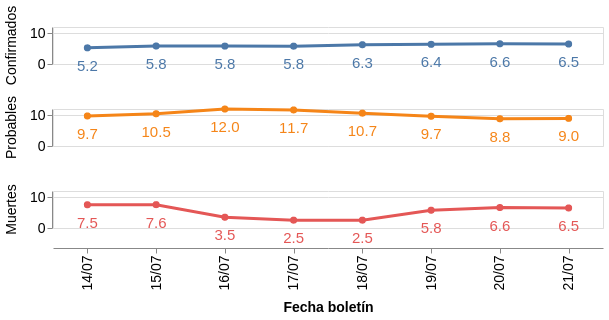 Confirmados
10
0
5.2 5.8 5.8 5.8 6.3 6.4 6.6 6.5
Probables
10
0
9.7 10.5 12.0 11.7 10.7 9.7 8.8 9.0
Muertes
10
0
7.5 7.6 3.5 2.5 2.5 5.8 6.6 6.5
14/07 15/07 16/07 17/07 18/07 19/07 20/07 21/07
Fecha boletín